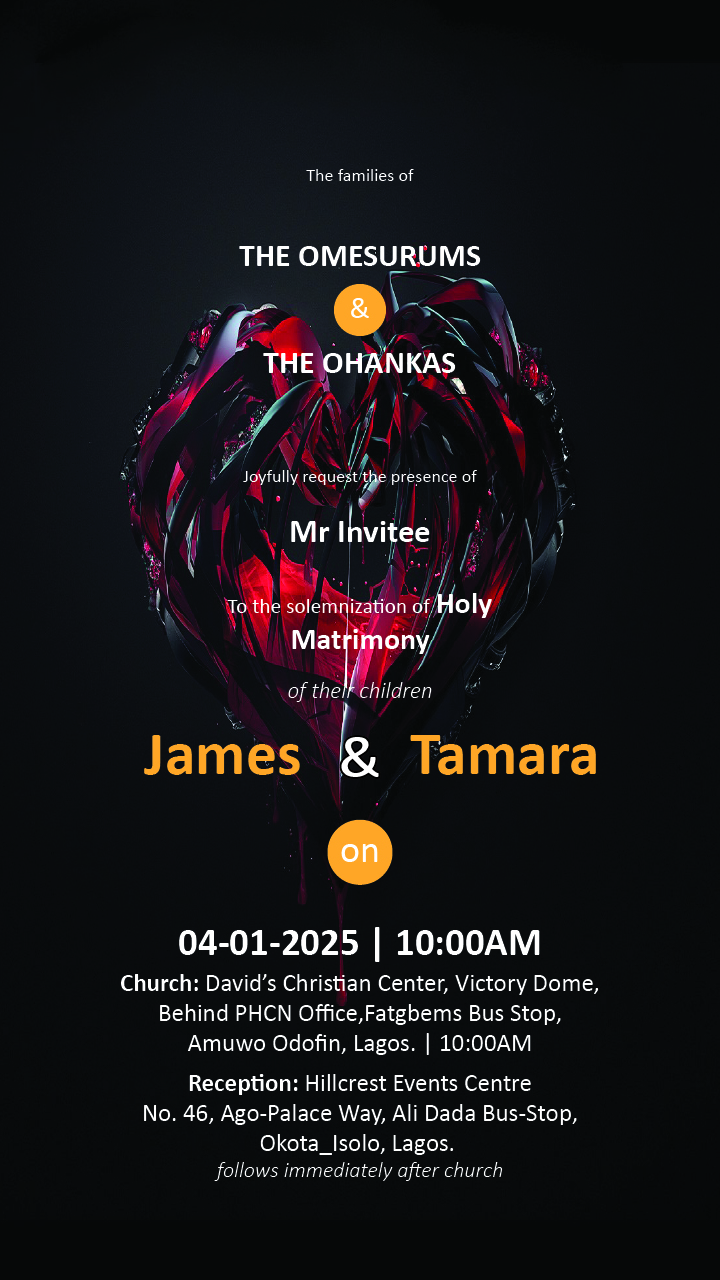 The families of
THE OMESURUMS
&
THE OHANKAS
Joyfully request the presence of
Mr Invitee
To the solemnization of Holy
Matrimony
of their children
James & Tamara
on
04-01-2025 | 10:00AM
Church: David’s Christian Center, Victory Dome,
Behind PHCN Office,Fatgbems Bus Stop,
Amuwo Odofin, Lagos. | 10:00AM
Reception: Hillcrest Events Centre
No. 46, Ago-Palace Way, Ali Dada Bus-Stop,
Okota_Isolo, Lagos.
follows immediately after church